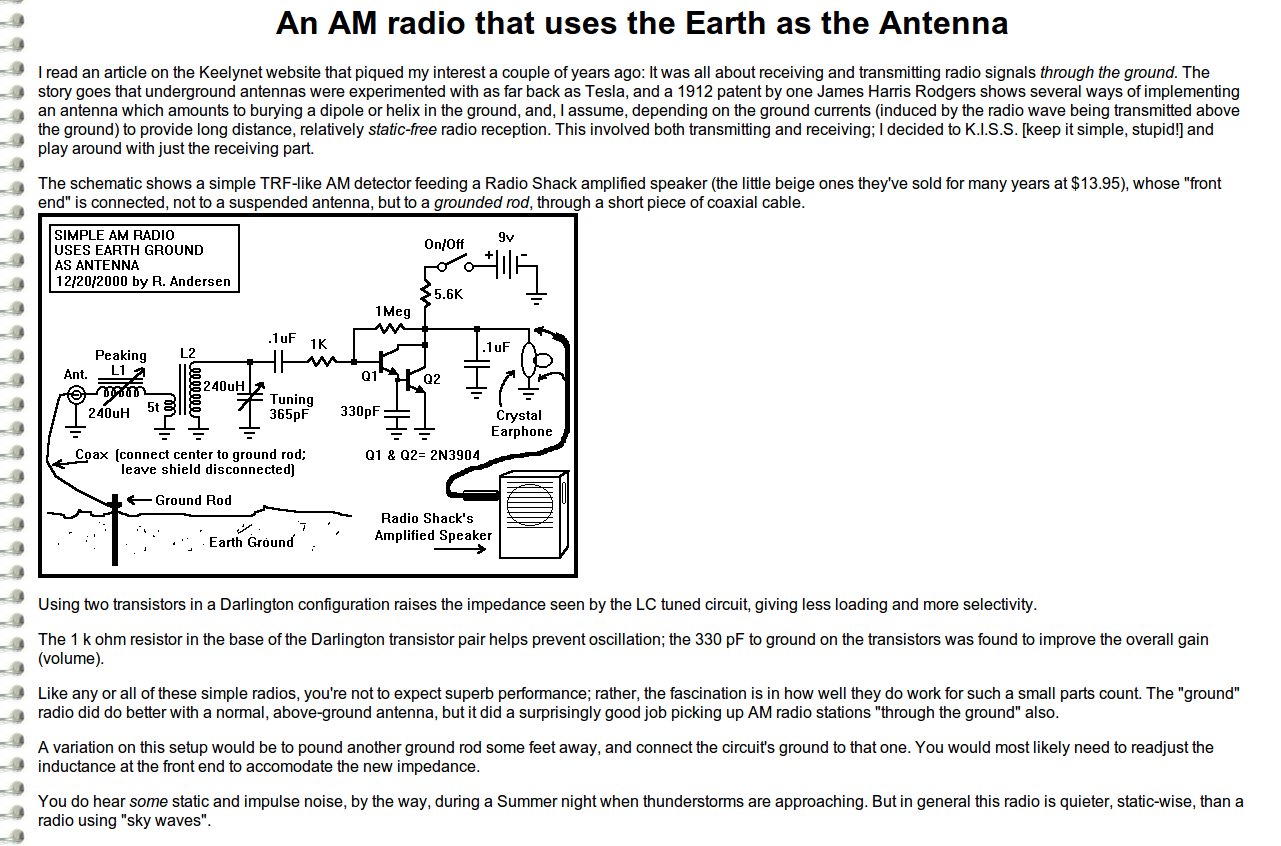 An AM radio that uses the Earth as the Antenna
I read an article on the Keelynet website that piqued my interest a couple of years ago: It was all about receiving and transmitting radio signals through the ground. The
story goes that underground antennas were experimented with as far back as Tesla, and a 1912 patent by one James Harris Rodgers shows several ways of implementing
an antenna which amounts to burying a dipole or helix in the ground, and, I assume, depending on the ground currents (induced by the radio wave being transmitted above
the ground) to provide long distance, relatively static-free radio reception. This involved both transmitting and receiving; I decided to K.I.S.S. [keep it simple, stupid!] and
play around with just the receiving part.
The schematic shows a simple TRF-like AM detector feeding a Radio Shack amplified speaker (the little beige ones they've sold for many years at $13.95), whose "front
end" is connected, not to a suspended antenna, but to a grounded rod, through a short piece of coaxial cable.
SIMPLE AM RADIO
USES EARTH GROUND
AS ANTENNA
12/20/2000 by R. Andersen
On/Off
9v
+
-
5.6K
1Meg
.1uF
1K
.1uF
Peaking
L1
L2
Ant.
240uH
5t
240uH
Tuning
365pF
Q1
Q2
330pF
Crystal
Earphone
Coax (connect center to ground rod;
leave shield disconnected)
Q1 & Q2= 2N3904
Ground Rod
Radio Shack's
Amplified Speaker
Earth Ground
Using two transistors in a Darlington configuration raises the impedance seen by the LC tuned circuit, giving less loading and more selectivity.
The 1 k ohm resistor in the base of the Darlington transistor pair helps prevent oscillation; the 330 pF to ground on the transistors was found to improve the overall gain
(volume).
Like any or all of these simple radios, you're not to expect superb performance; rather, the fascination is in how well they do work for such a small parts count. The "ground"
radio did do better with a normal, above-ground antenna, but it did a surprisingly good job picking up AM radio stations "through the ground" also.
A variation on this setup would be to pound another ground rod some feet away, and connect the circuit's ground to that one. You would most likely need to readjust the
inductance at the front end to accomodate the new impedance.
You do hear some static and impulse noise, by the way, during a Summer night when thunderstorms are approaching. But in general this radio is quieter, static-wise, than a
radio using "sky waves".